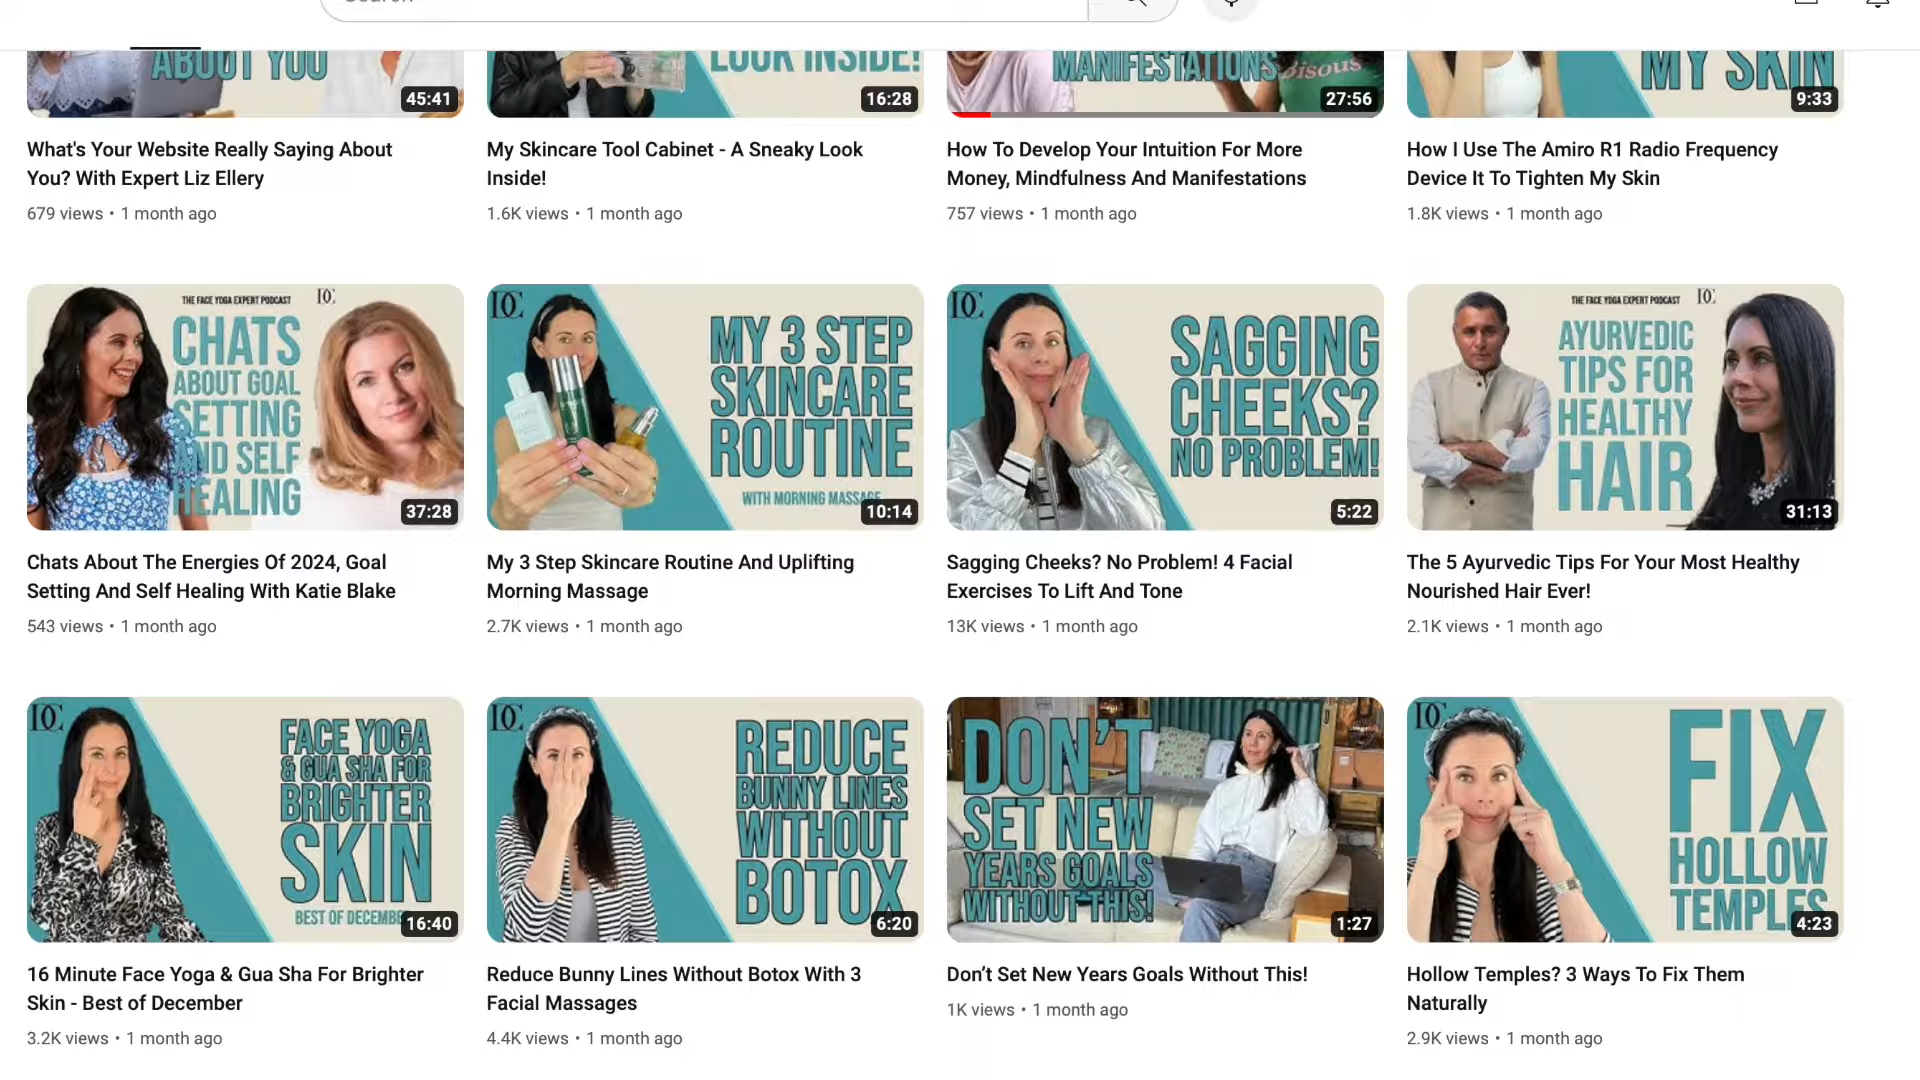 ABOUT YOU
45:41
LOOK INSIDE!
16:28
MANIFESTATIONS
Bisous
27:56
MY SKIN
9:33
What's Your Website Really Saying About
You? With Expert Liz Ellery
679 views • 1 month ago
My Skincare Tool Cabinet - A Sneaky Look
Inside!
1.6K views • 1 month ago
How To Develop Your Intuition For More
Money, Mindfulness And Manifestations
757 views • 1 month ago
How I Use The Amiro R1 Radio Frequency
Device It To Tighten My Skin
1.8K views • 1 month ago
THE FACE YOGA EXPERT PODCAST
DC
CHATS
ABOUT GOAL
SETTING
AND SELF
HEALING
37:28
DC
MY 3 STEP
SKINCARE
ROUTINE
WITH MORNING MASSAGE
10:14
DC
SAGGING
CHEEKS?
NO PROBLEM!
5:22
THE FACE YOGA EXPERT PODCAST
DC
AYURVEDIC
TIPS FOR
HEALTHY
HAIR
31:13
Chats About The Energies Of 2024, Goal
Setting And Self Healing With Katie Blake
543 views • 1 month ago
My 3 Step Skincare Routine And Uplifting
Morning Massage
2.7K views • 1 month ago
Sagging Cheeks? No Problem! 4 Facial
Exercises To Lift And Tone
13K views • 1 month ago
The 5 Ayurvedic Tips For Your Most Healthy
Nourished Hair Ever!
2.1K views • 1 month ago
DC
FACE YOGA
& GUA SHA FOR
BRIGHTER
SKIN
BEST OF DECEMBE
16:40
DC
REDUCE
BUNNY LINES
WITHOUT
BOTOX
6:20
DON'T
SET NEW
YEARS GOALS
WITHOUT THIS!
1:27
DC
FIX
HOLLOW
TEMPLES
4:23
16 Minute Face Yoga & Gua Sha For Brighter
Skin - Best of December
3.2K views • 1 month ago
Reduce Bunny Lines Without Botox With 3
Facial Massages
4.4K views • 1 month ago
Don’t Set New Years Goals Without This!
1K views • 1 month ago
Hollow Temples? 3 Ways To Fix Them
Naturally
2.9K views • 1 month ago